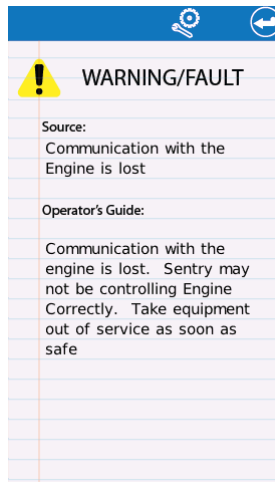 WARNING/FAULT
Source:
Communication with the
Engine is lost
Operator's Guide:
Communication with the
engine is lost.  Sentry may
not be controlling Engine
Correctly.  Take equipment
out of service as soon as
safe